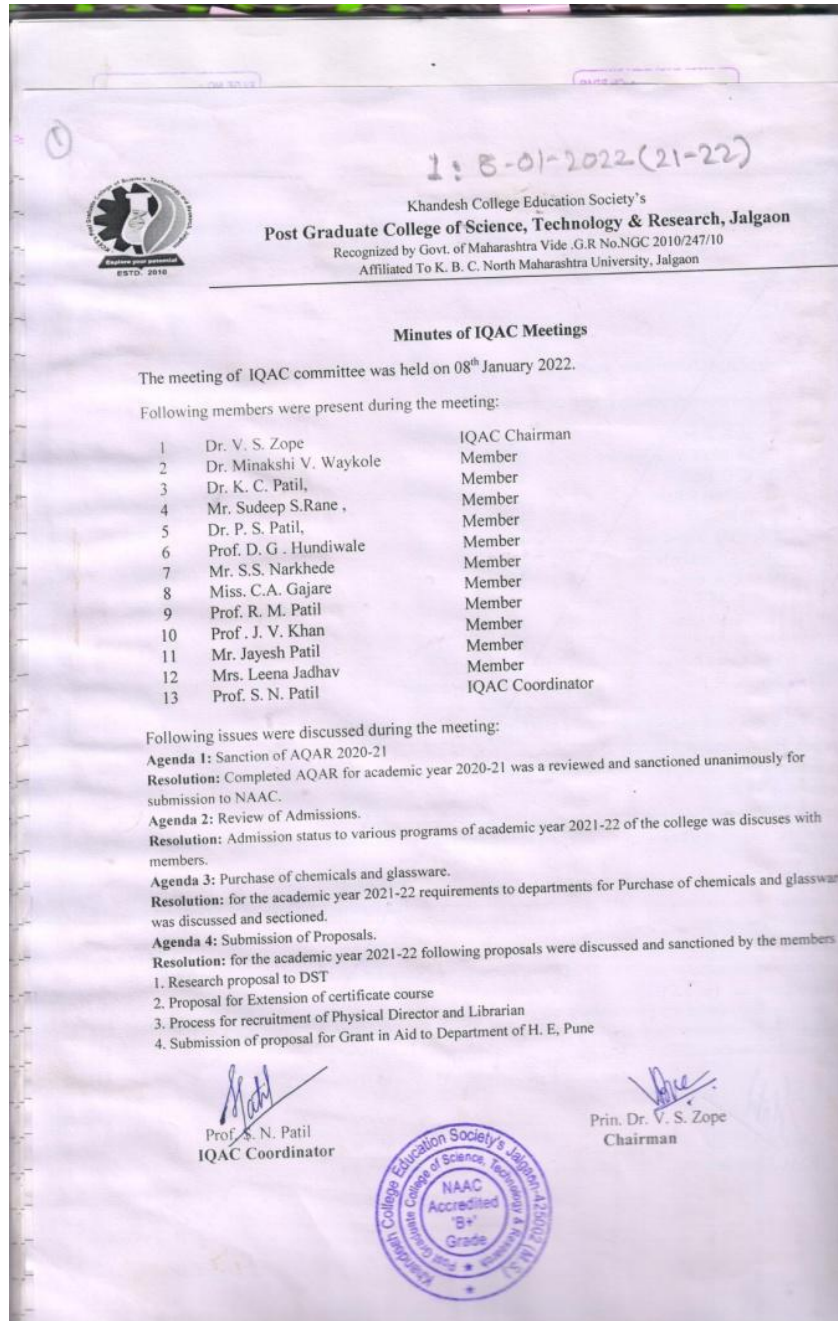 1
1: 8-01-2022(21-22)
Explore your potential
ESTD. 2010
Khandesh College Education Society's
Post Graduate College of Science, Technology & Research, Jalgaon
Recognized by Govt. of Maharashtra Vide .G.R No.NGC 2010/247/10
Affiliated To K. B. C. North Maharashtra University, Jalgaon
Minutes of IQAC Meetings
The meeting of IQAC committee was held on 08th January 2022.
Following members were present during the meeting:
1 Dr. V. S. Zope IQAC Chairman
2 Dr. Minakshi V. Waykole Member
3 Dr. K. C. Patil, Member
4 Mr. Sudeep S.Rane , Member
5 Dr. P. S. Patil, Member
6 Prof. D. G . Hundiwale Member
7 Mr. S.S. Narkhede Member
8 Miss. C.A. Gajare Member
9 Prof. R. M. Patil Member
10 Prof . J. V. Khan Member
11 Mr. Jayesh Patil Member
12 Mrs. Leena Jadhav Member
13 Prof. S. N. Patil IQAC Coordinator
Following issues were discussed during the meeting:
Agenda 1: Sanction of AQAR 2020-21
Resolution: Completed AQAR for academic year 2020-21 was a reviewed and sanctioned unanimously for
submission to NAAC.
Agenda 2: Review of Admissions.
Resolution: Admission status to various programs of academic year 2021-22 of the college was discuses with
members.
Agenda 3: Purchase of chemicals and glassware.
Resolution: for the academic year 2021-22 requirements to departments for Purchase of chemicals and glasswar
was discussed and sectioned.
Agenda 4: Submission of Proposals.
Resolution: for the academic year 2021-22 following proposals were discussed and sanctioned by the members
1. Research proposal to DST
2. Proposal for Extension of certificate course
3. Process for recruitment of Physical Director and Librarian
4. Submission of proposal for Grant in Aid to Department of H. E, Pune
Prof. S. N. Patil
IQAC Coordinator
Prin. Dr. V. S. Zope
Chairman
Khandesh College Education Society's Jalgaon-425002 (M.S.)
Post Graduate College of Science, Technology & Research
NAAC
Accredited
"B+"
Grade